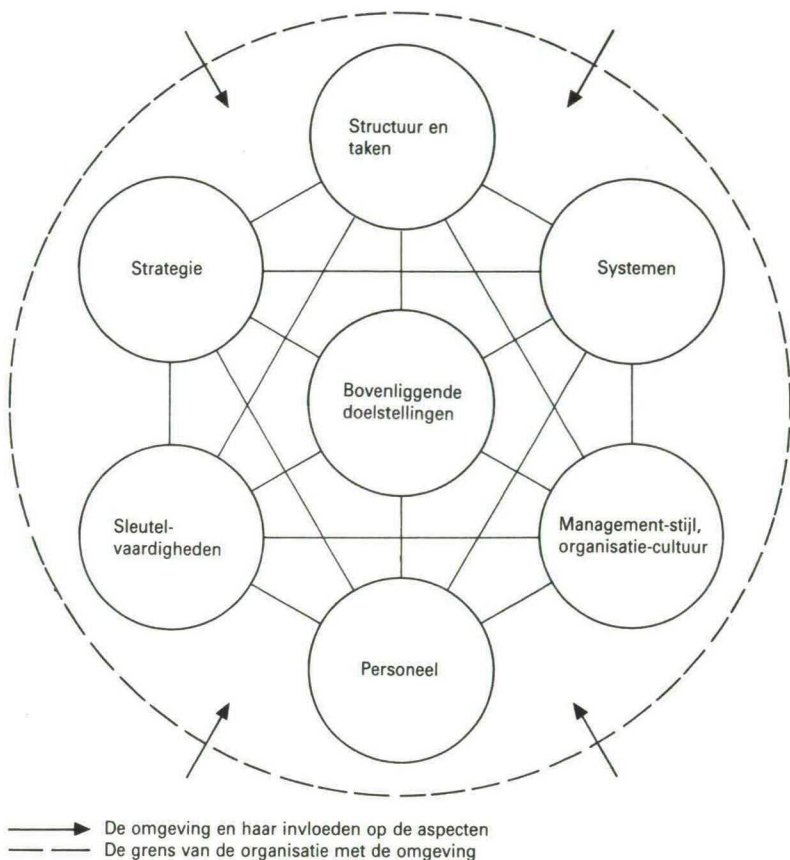 Structuur en
taken
Strategie
Systemen
Bovenliggende
doelstellingen
Sleutel-
vaardigheden
Management-stijl,
organisatie-cultuur
Personeel
De omgeving en haar invloeden op de aspecten
De grens van de organisatie met de omgeving